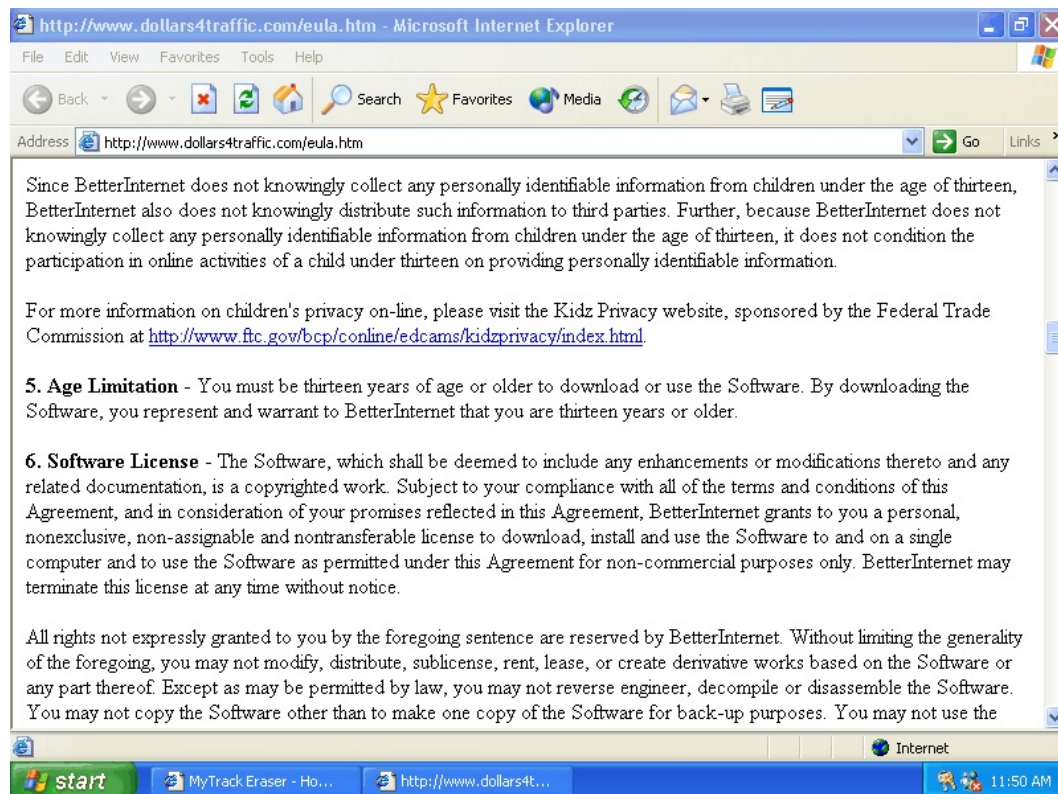 http://www.dollars4traffic.com/eula.htm - Microsoft Internet Explorer
File Edit View Favorites Tools Help
Back Search Favorites Media
Address http://www.dollars4traffic.com/eula.htm Go Links
Since BetterInternet does not knowingly collect any personally identifiable information from children under the age of thirteen,
BetterInternet also does not knowingly distribute such information to third parties. Further, because BetterInternet does not
knowingly collect any personally identifiable information from children under the age of thirteen, it does not condition the
participation in online activities of a child under thirteen on providing personally identifiable information.
For more information on children's privacy on-line, please visit the Kidz Privacy website, sponsored by the Federal Trade
Commission at http://www.ftc.gov/bcp/conline/edcams/kidzprivacy/index.html.
5. Age Limitation - You must be thirteen years of age or older to download or use the Software. By downloading the
Software, you represent and warrant to BetterInternet that you are thirteen years or older.
6. Software License - The Software, which shall be deemed to include any enhancements or modifications thereto and any
related documentation, is a copyrighted work. Subject to your compliance with all of the terms and conditions of this
Agreement, and in consideration of your promises reflected in this Agreement, BetterInternet grants to you a personal,
nonexclusive, non-assignable and nontransferable license to download, install and use the Software to and on a single
computer and to use the Software as permitted under this Agreement for non-commercial purposes only. BetterInternet may
terminate this license at any time without notice.
All rights not expressly granted to you by the foregoing sentence are reserved by BetterInternet. Without limiting the generality
of the foregoing, you may not modify, distribute, sublicense, rent, lease, or create derivative works based on the Software or
any part thereof. Except as may be permitted by law, you may not reverse engineer, decompile or disassemble the Software.
You may not copy the Software other than to make one copy of the Software for back-up purposes. You may not use the
Internet
start MyTrack Eraser - Ho... http://www.dollars4t... 11:50 AM